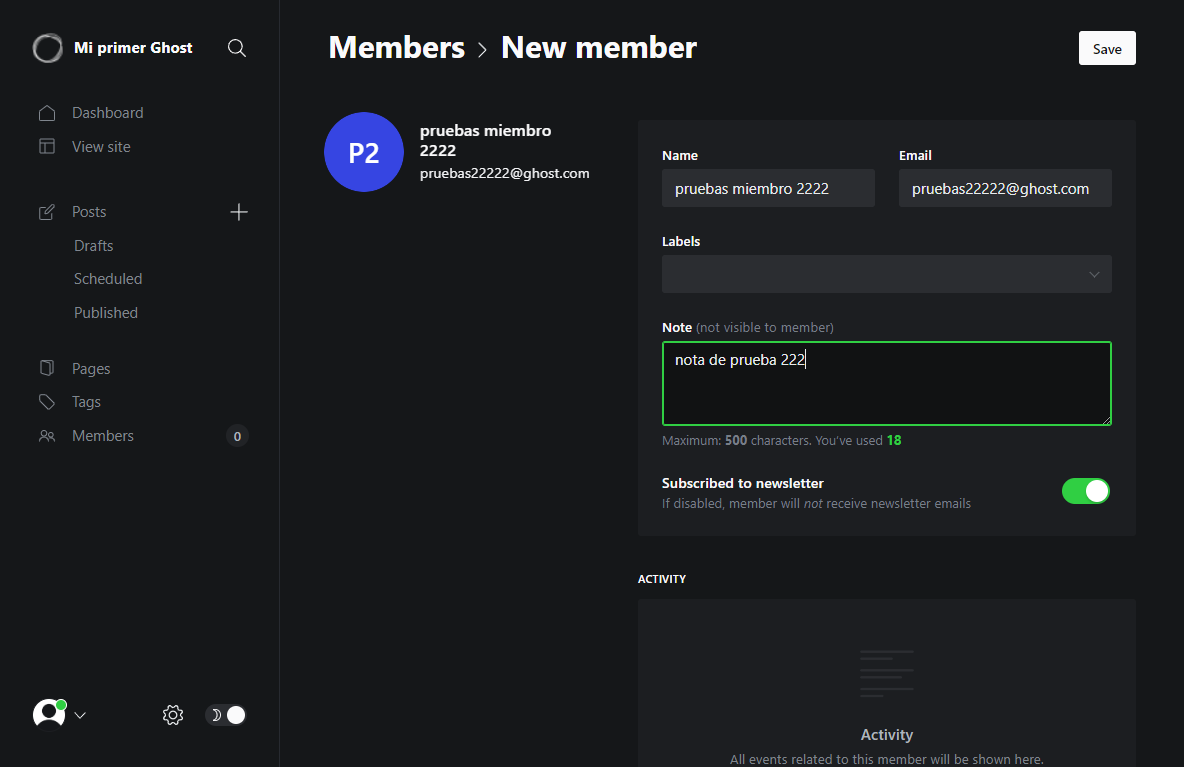 Mi primer Ghost
Dashboard
View site
Posts
Drafts
Scheduled
Published
Pages
Tags
Members 0
Members > New member
Save
P2
pruebas miembro
2222
pruebas22222@ghost.com
Name Email
pruebas miembro 2222 pruebas22222@ghost.com
Labels
Note (not visible to member)
nota de prueba 222
Maximum: 500 characters. You've used 18
Subscribed to newsletter
If disabled, member will not receive newsletter emails
ACTIVITY
Activity
All events related to this member will be shown here.